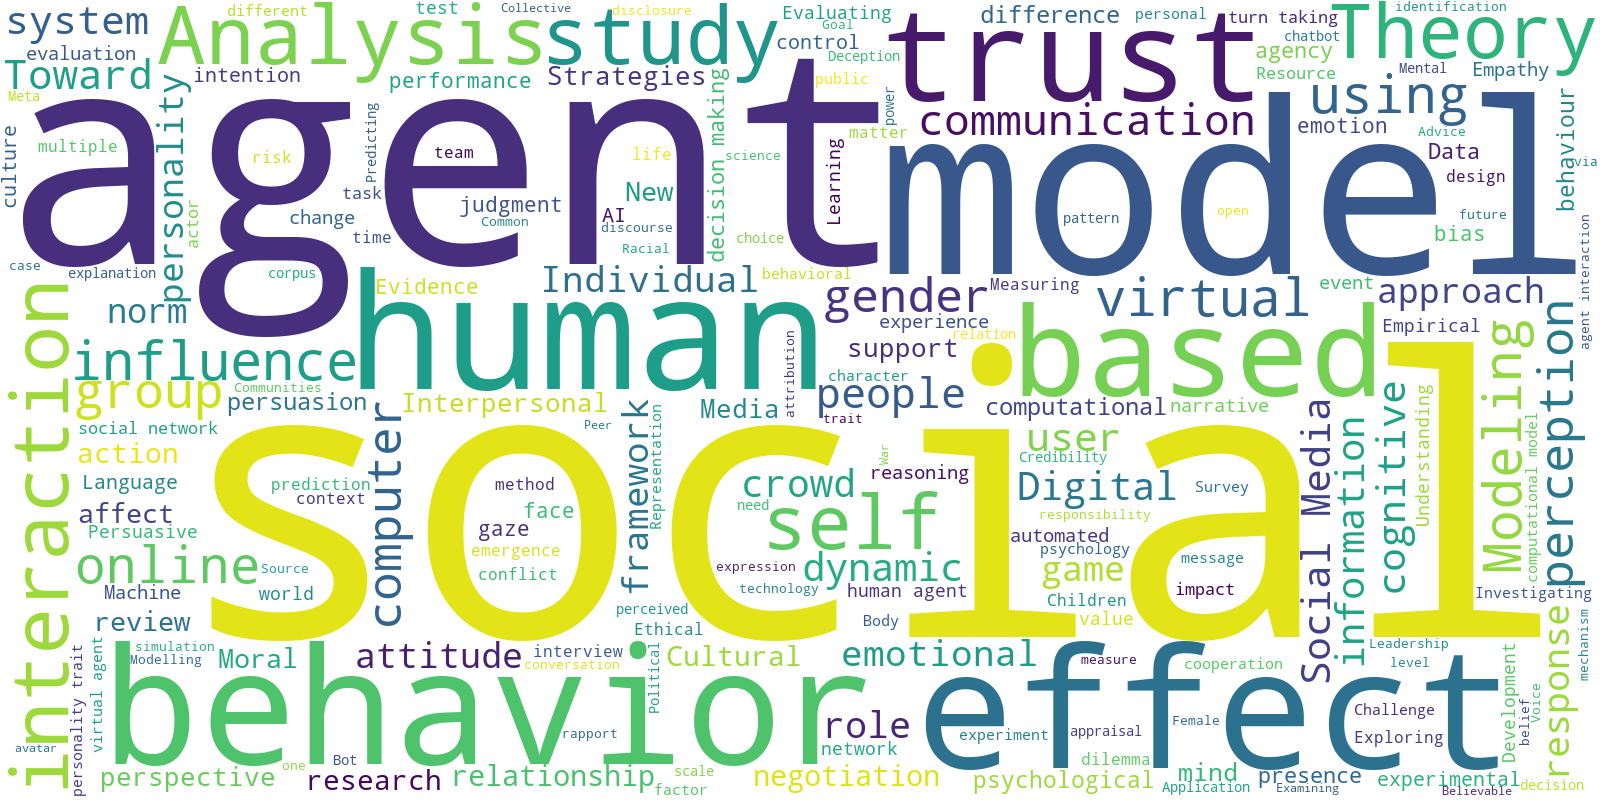 system
Analysis
study
different
test
Collective
disclosure
Evaluating
Goal
difference
personal
turn taking
identification
Theory
evaluation
control
trust
chatbot
agency
Toward
intention
performance
Strategies
Deception
Resource
Mental
Empathy
Meta
personality
public
using
communication
culture
multiple
risk
Predicting
team
life
decision making
science
matter
power
emotion
Advice
behaviour
via
agent
model
Learning
Data
design
actor
task
change
time
judgment
Common
New
AI
discourse
Racial
choice
pattern
open
future
bias
case
explanation
corpus
norm
Evidence
Individual
behavioral
gender
Measuring
virtual
event
approach
agent interaction
interaction
human
experience
relation
based
Empirical
influence
support
attribution
group
Communities
persuasion
Interpersonal
character
people
trait
computational
narrative
Modeling
perception
social network
computer
Media
Peer
action
framework
Representation
user
Credibility
Social Media
information
cognitive
Understanding
computational model
Language
prediction
context
method
crowd
War
reasoning
Digital
Survey
affect
Persuasive
gaze
face
need
self
responsibility
automated
social
online
Source
emergence
conflict
expression
technology
dynamic
psychology
game
message
Machine
world
human agent
Children
impact
Investigating
review
perceived
Ethical
Body
value
response
mechanism
simulation
Modelling
Moral
attitude
interview
conversation
Political
Cultural
emotional
measure
cooperation
Leadership
level
personality trait
virtual agent
behavior
effect
Development
Voice
belief
avatar
rapport
role
network
experiment
appraisal
Female
Challenge
Exploring
perspective
one
Bot
research
relationship
scale
factor
negotiation
psychological
dilemma
Application
mind
presence
Examining
experimental
Believable
decision